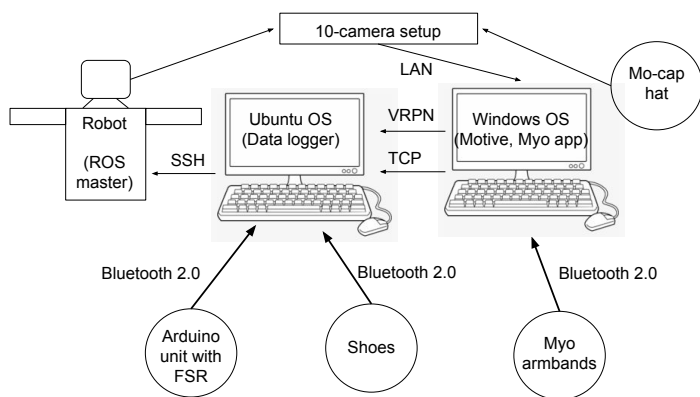 10-camera setup
LAN
Mo-cap
hat
Robot
(ROS
master)
SSH
Ubuntu OS
(Data logger)
VRPN
TCP
Windows OS
(Motive, Myo app)
Bluetooth 2.0
Bluetooth 2.0
Bluetooth 2.0
Arduino
unit with
FSR
Shoes
Myo
armbands